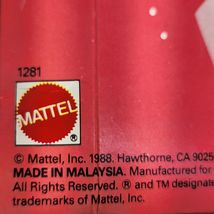 1281
MATTEL
®
© Mattel, Inc. 1988. Hawthorne, CA 9025
MADE IN MALAYSIA. Manufactured for
All Rights Reserved. ® and TM designat
trademarks of Mattel, Inc.